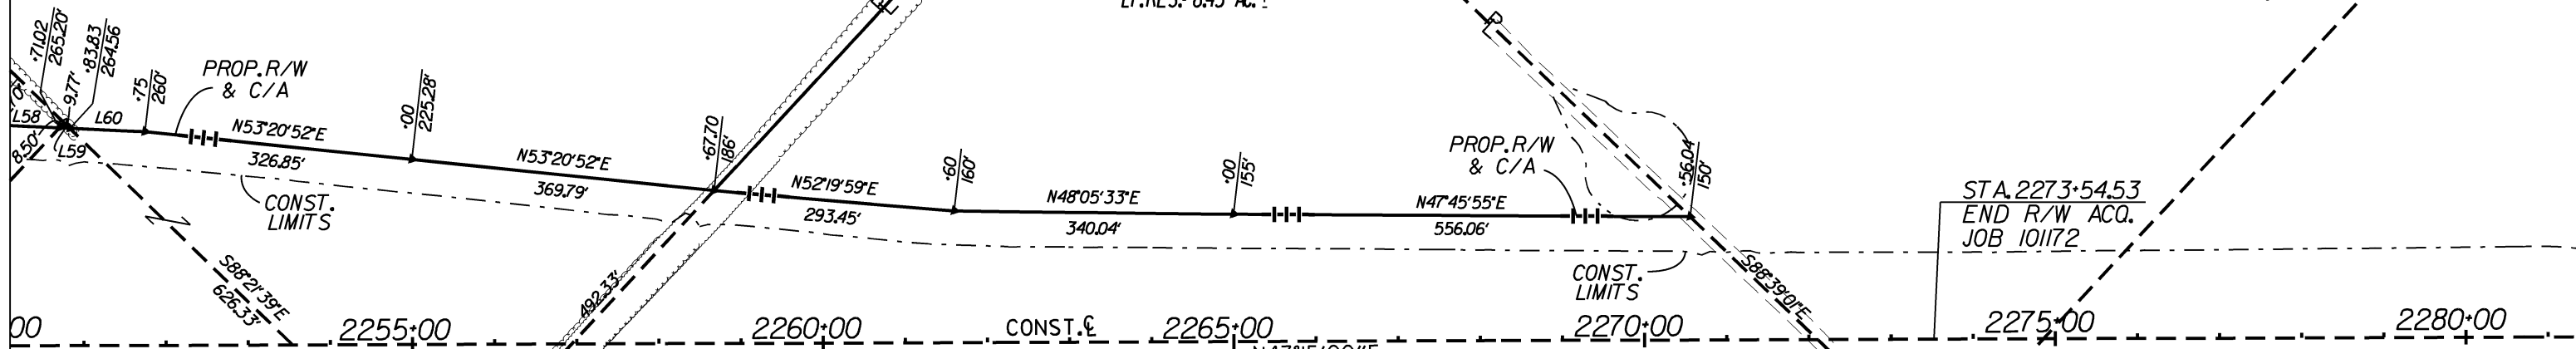 LT. RES.= 8.45 AC.±
+71.02
265.20'
+83.83
264.56
9.77'
+75
260'
PROP. R/W
& C/A
L58
L60
L59
8.50'
N53°20'52"E
326.85'
+00
225.28'
N53°20'52"E
369.79'
+67.70
186'
N52°19'59"E
293.45'
+60
160'
N48°05'33"E
340.04'
+00
155'
PROP. R/W
& C/A
N47°45'55"E
556.06'
+56.04
150'
CONST.
LIMITS
S88°21'39"E
626.33'
492.33'
CONST.
LIMITS
S88°39'01"E
STA. 2273+54.53
END R/W ACQ.
JOB 101172
00
2255+00
2260+00
CONST. ℄
2265+00
2270+00
2275+00
2280+00